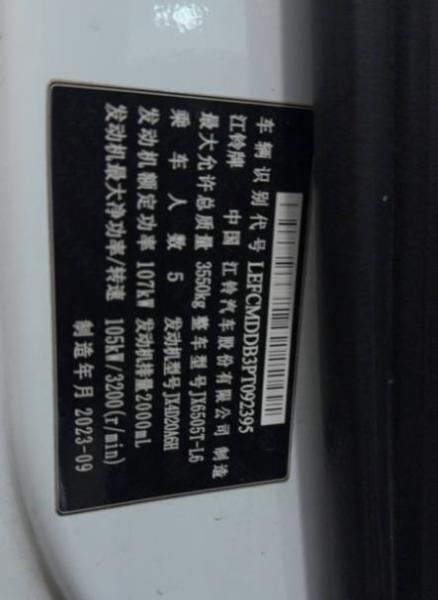 车辆识别代号 LEFCMDDB3PT092395
江铃牌 中国 江铃汽车股份有限公司 制造
最大允许总质量 3550kg 整车型号 JX6505T-L6
乘车人数 5 发动机型号 JX4D20A6H
发动机额定功率 107kW 发动机排量 2000mL
发动机最大净功率/转速 105kW/3200(r/min)
制造年月 2023-09